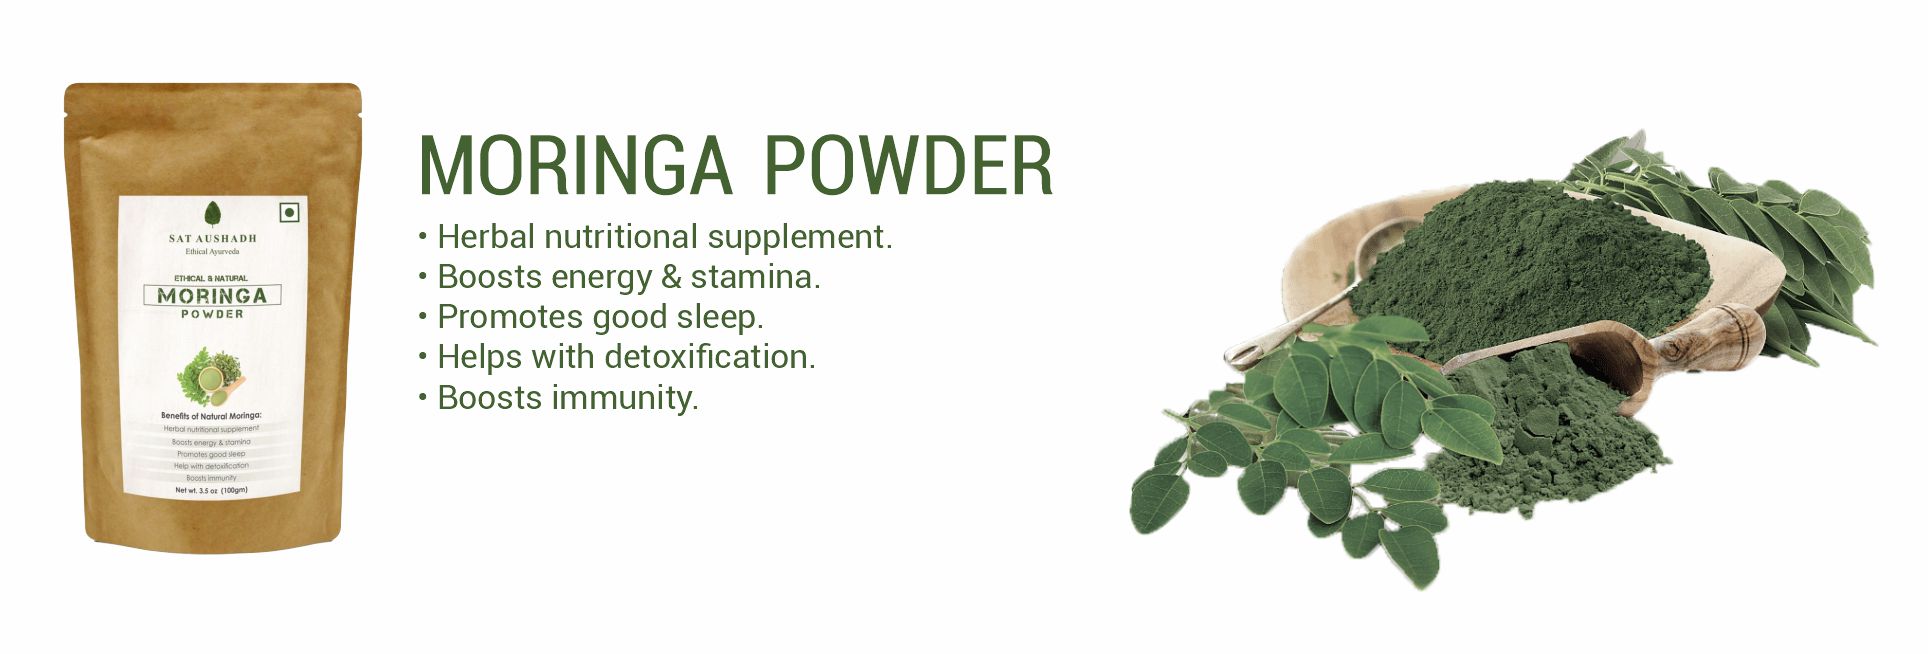 SAT AUSHADH
Ethical Ayurveda
ETHICAL & NATURAL
MORINGA
POWDER
Benefits of Natural Moringa:
Herbal nutritional supplement
Boosts energy & stamina
Promotes good sleep
Help with detoxification
Boosts immunity
Net wt. 3.5 oz (100gm)
MORINGA POWDER
• Herbal nutritional supplement.
• Boosts energy & stamina.
• Promotes good sleep.
• Helps with detoxification.
• Boosts immunity.